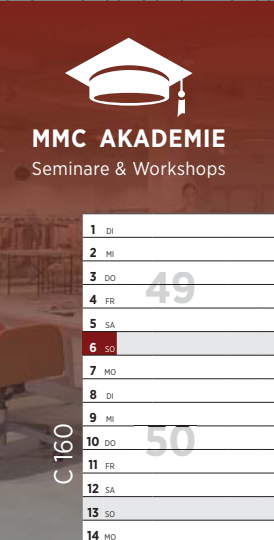 MMC AKADEMIE
Seminare & Workshops
1 DI
2 MI
3 DO
49
4 FR
5 SA
6 SO
7 MO
8 DI
9 MI
10 DO
50
11 FR
12 SA
13 SO
14 MO
C 160